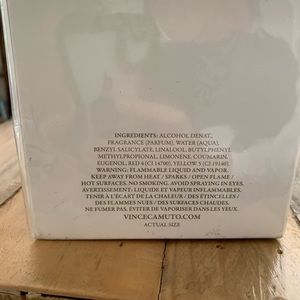 INGREDIENTS: ALCOHOL DENAT.,
FRAGRANCE (PARFUM), WATER (AQUA),
BENZYL SALICYLATE, LINALOOL, BUTYLPHENYL
METHYLPROPIONAL, LIMONENE, COUMARIN,
EUGENOL, RED 4 (CI 14700), YELLOW 5 (CI 19140).
WARNING: FLAMMABLE LIQUID AND VAPOR.
KEEP AWAY FROM HEAT / SPARKS / OPEN FLAME /
HOT SURFACES. NO SMOKING. AVOID SPRAYING IN EYES.
AVERTISSEMENT: LIQUIDE ET VAPEURS INFLAMMABLES.
TENIR À L'ÉCART DE LA CHALEUR / DES ÉTINCELLES /
DES FLAMMES NUES / DES SURFACES CHAUDES.
NE FUMER PAS. ÉVITER DE VAPORISER DANS LES YEUX.
VINCECAMUTO.COM
ACTUAL SIZE